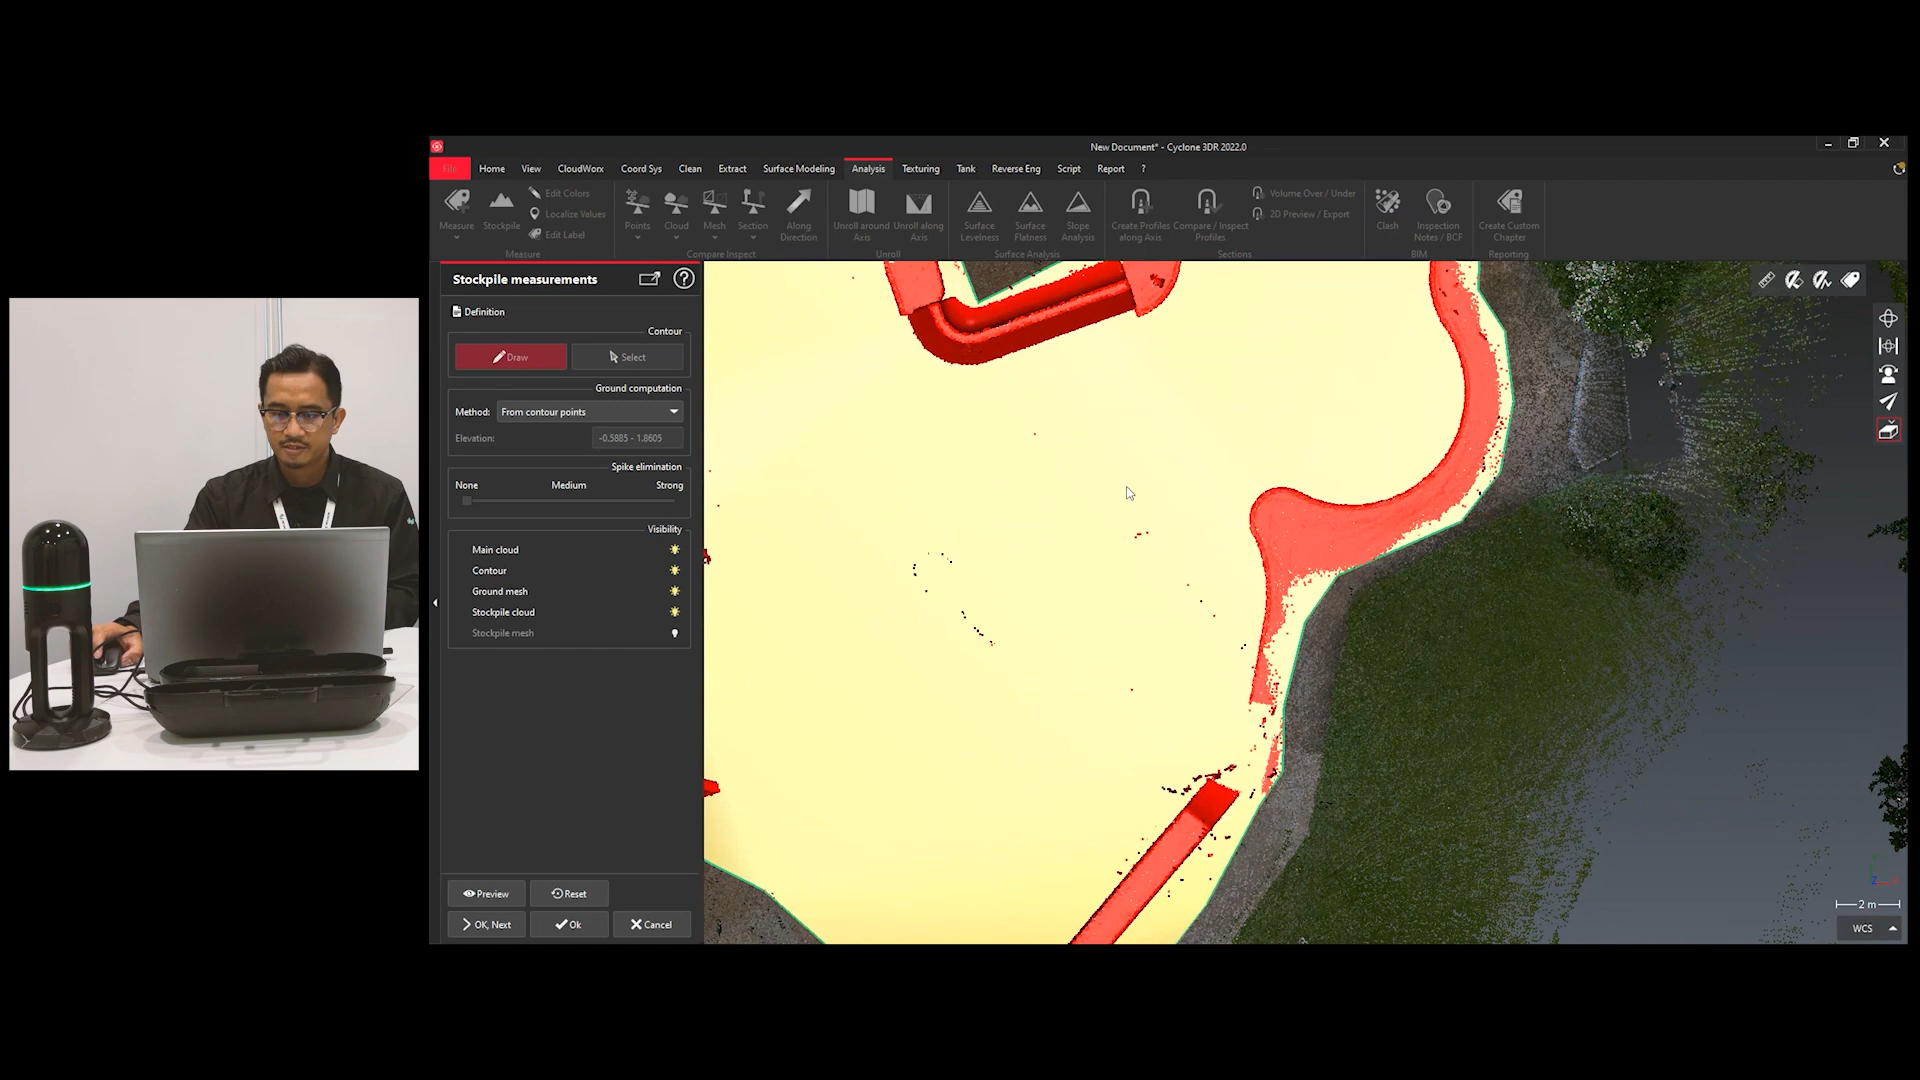 New Document* - Cyclone 3DR 2022.0
File Home View CloudWorx Coord Sys Clean Extract Surface Modeling Analysis Texturing Tank Reverse Eng Script Report ?
Measure Stockpile Edit Colors Localize Values Edit Label
Measure
Points Cloud Mesh Section Along Direction
Compare Inspect
Unroll around Axis Unroll along Axis
Unroll
Surface Levelness Surface Flatness Slope Analysis
Surface Analysis
Create Profiles along Axis Compare / Inspect Profiles Volume Over / Under 2D Preview / Export
Sections
Clash Inspection Notes / BCF
BIM
Create Custom Chapter
Reporting
Stockpile measurements ?
Definition
Contour
Draw Select
Ground computation
Method: From contour points
Elevation: -0.5885 - 1.8605
Spike elimination
None Medium Strong
Visibility
Main cloud
Contour
Ground mesh
Stockpile cloud
Stockpile mesh
Preview Reset
OK, Next Ok Cancel
Z
2 m
WCS